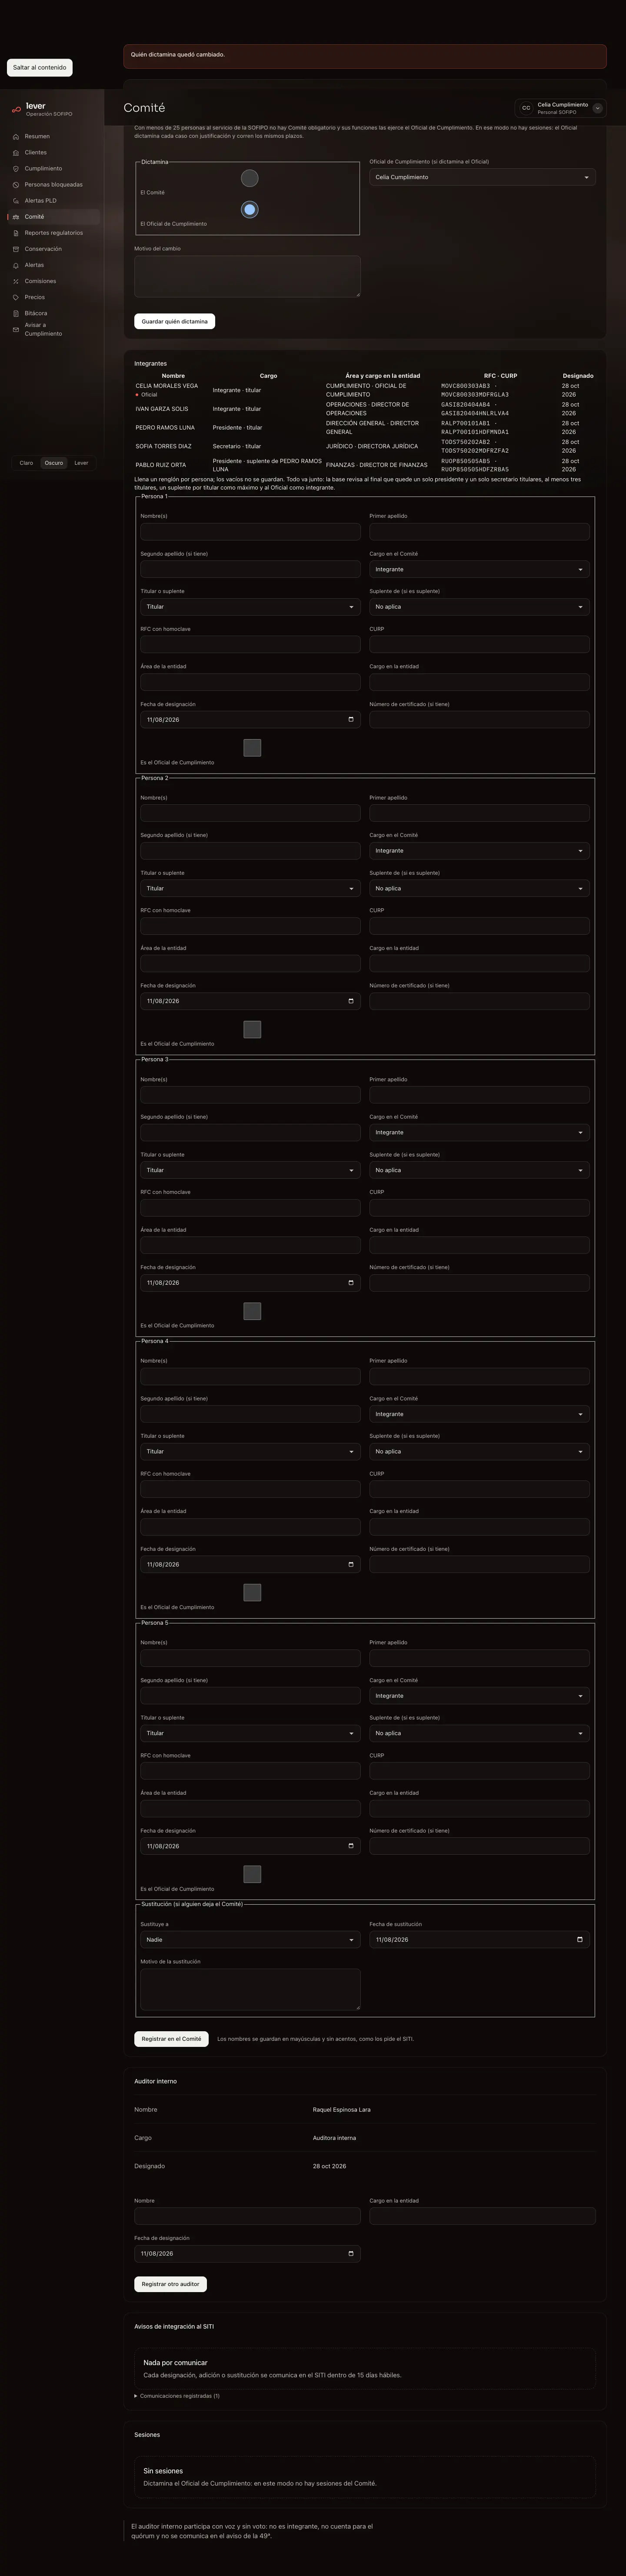 Quién dictamina quedó cambiado.
Saltar al contenido
lever
Operación SOFIPO
Comité
CC
Celia Cumplimiento
Personal SOFIPO
Resumen
Clientes
Cumplimiento
Personas bloqueadas
Alertas PLD
Comité
Reportes regulatorios
Conservación
Alertas
Comisiones
Precios
Bitácora
Avisar a
Cumplimiento
Claro
Oscuro
Lever
Con menos de 25 personas al servicio de la SOFIPO no hay Comité obligatorio y sus funciones las ejerce el Oficial de Cumplimiento. En ese modo no hay sesiones: el Oficial
dictamina cada caso con justificación y corren los mismos plazos.
Dictamina
El Comité
El Oficial de Cumplimiento
Oficial de Cumplimiento (si dictamina el Oficial)
Celia Cumplimiento
Motivo del cambio
Guardar quién dictamina
Integrantes
Nombre Cargo Área y cargo en la entidad RFC · CURP Designado
CELIA MORALES VEGA
Oficial
Integrante · titular
CUMPLIMIENTO · OFICIAL DE
CUMPLIMIENTO
MOVC800303AB3 ·
MOVC800303MDFRGLA3
28 oct
2026
IVAN GARZA SOLIS
Integrante · titular
OPERACIONES · DIRECTOR DE
OPERACIONES
GASI820404AB4 ·
GASI820404HNLRLVA4
28 oct
2026
PEDRO RAMOS LUNA
Presidente · titular
DIRECCIÓN GENERAL · DIRECTOR
GENERAL
RALP700101AB1 ·
RALP700101HDFMNDA1
28 oct
2026
SOFIA TORRES DIAZ
Secretario · titular
JURÍDICO · DIRECTORA JURÍDICA
TODS750202AB2 ·
TODS750202MDFRZFA2
28 oct
2026
PABLO RUIZ ORTA
Presidente · suplente de PEDRO RAMOS
LUNA
FINANZAS · DIRECTOR DE FINANZAS
RUOP850505AB5 ·
RUOP850505HDFZRBA5
28 oct
2026
Llena un renglón por persona; los vacíos no se guardan. Todo va junto: la base revisa al final que quede un solo presidente y un solo secretario titulares, al menos tres
titulares, un suplente por titular como máximo y al Oficial como integrante.
Persona 1
Nombre(s)
Primer apellido
Segundo apellido (si tiene)
Cargo en el Comité
Integrante
Titular o suplente
Titular
Suplente de (si es suplente)
No aplica
RFC con homoclave
CURP
Área de la entidad
Cargo en la entidad
Fecha de designación
11/08/2026
Número de certificado (si tiene)
Es el Oficial de Cumplimiento
Persona 2
Nombre(s)
Primer apellido
Segundo apellido (si tiene)
Cargo en el Comité
Integrante
Titular o suplente
Titular
Suplente de (si es suplente)
No aplica
RFC con homoclave
CURP
Área de la entidad
Cargo en la entidad
Fecha de designación
11/08/2026
Número de certificado (si tiene)
Es el Oficial de Cumplimiento
Persona 3
Nombre(s)
Primer apellido
Segundo apellido (si tiene)
Cargo en el Comité
Integrante
Titular o suplente
Titular
Suplente de (si es suplente)
No aplica
RFC con homoclave
CURP
Área de la entidad
Cargo en la entidad
Fecha de designación
11/08/2026
Número de certificado (si tiene)
Es el Oficial de Cumplimiento
Persona 4
Nombre(s)
Primer apellido
Segundo apellido (si tiene)
Cargo en el Comité
Integrante
Titular o suplente
Titular
Suplente de (si es suplente)
No aplica
RFC con homoclave
CURP
Área de la entidad
Cargo en la entidad
Fecha de designación
11/08/2026
Número de certificado (si tiene)
Es el Oficial de Cumplimiento
Persona 5
Nombre(s)
Primer apellido
Segundo apellido (si tiene)
Cargo en el Comité
Integrante
Titular o suplente
Titular
Suplente de (si es suplente)
No aplica
RFC con homoclave
CURP
Área de la entidad
Cargo en la entidad
Fecha de designación
11/08/2026
Número de certificado (si tiene)
Es el Oficial de Cumplimiento
Sustitución (si alguien deja el Comité)
Sustituye a
Nadie
Fecha de sustitución
11/08/2026
Motivo de la sustitución
Registrar en el Comité
Los nombres se guardan en mayúsculas y sin acentos, como los pide el SITI.
Auditor interno
Nombre
Raquel Espinosa Lara
Cargo
Auditora interna
Designado
28 oct 2026
Nombre
Cargo en la entidad
Fecha de designación
11/08/2026
Registrar otro auditor
Avisos de integración al SITI
Nada por comunicar
Cada designación, adición o sustitución se comunica en el SITI dentro de 15 días hábiles.
Comunicaciones registradas (1)
Sesiones
Sin sesiones
Dictamina el Oficial de Cumplimiento: en este modo no hay sesiones del Comité.
El auditor interno participa con voz y sin voto: no es integrante, no cuenta para el
quórum y no se comunica en el aviso de la 49ª.